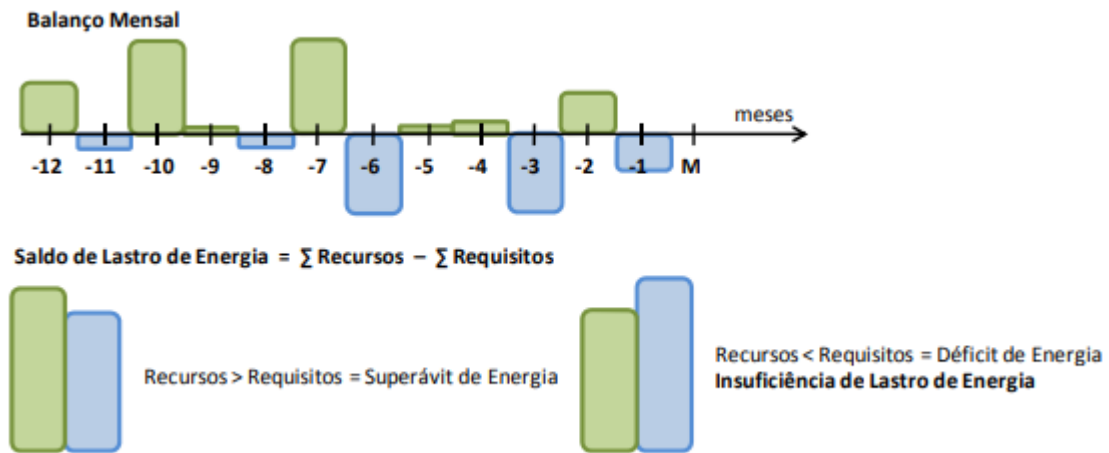 Balanço Mensal
meses
-12 -11 -10 -9 -8 -7 -6 -5 -4 -3 -2 -1 M
Saldo de Lastro de Energia = ∑ Recursos – ∑ Requisitos
Recursos > Requisitos = Superávit de Energia
Recursos < Requisitos = Déficit de Energia
Insuficiência de Lastro de Energia